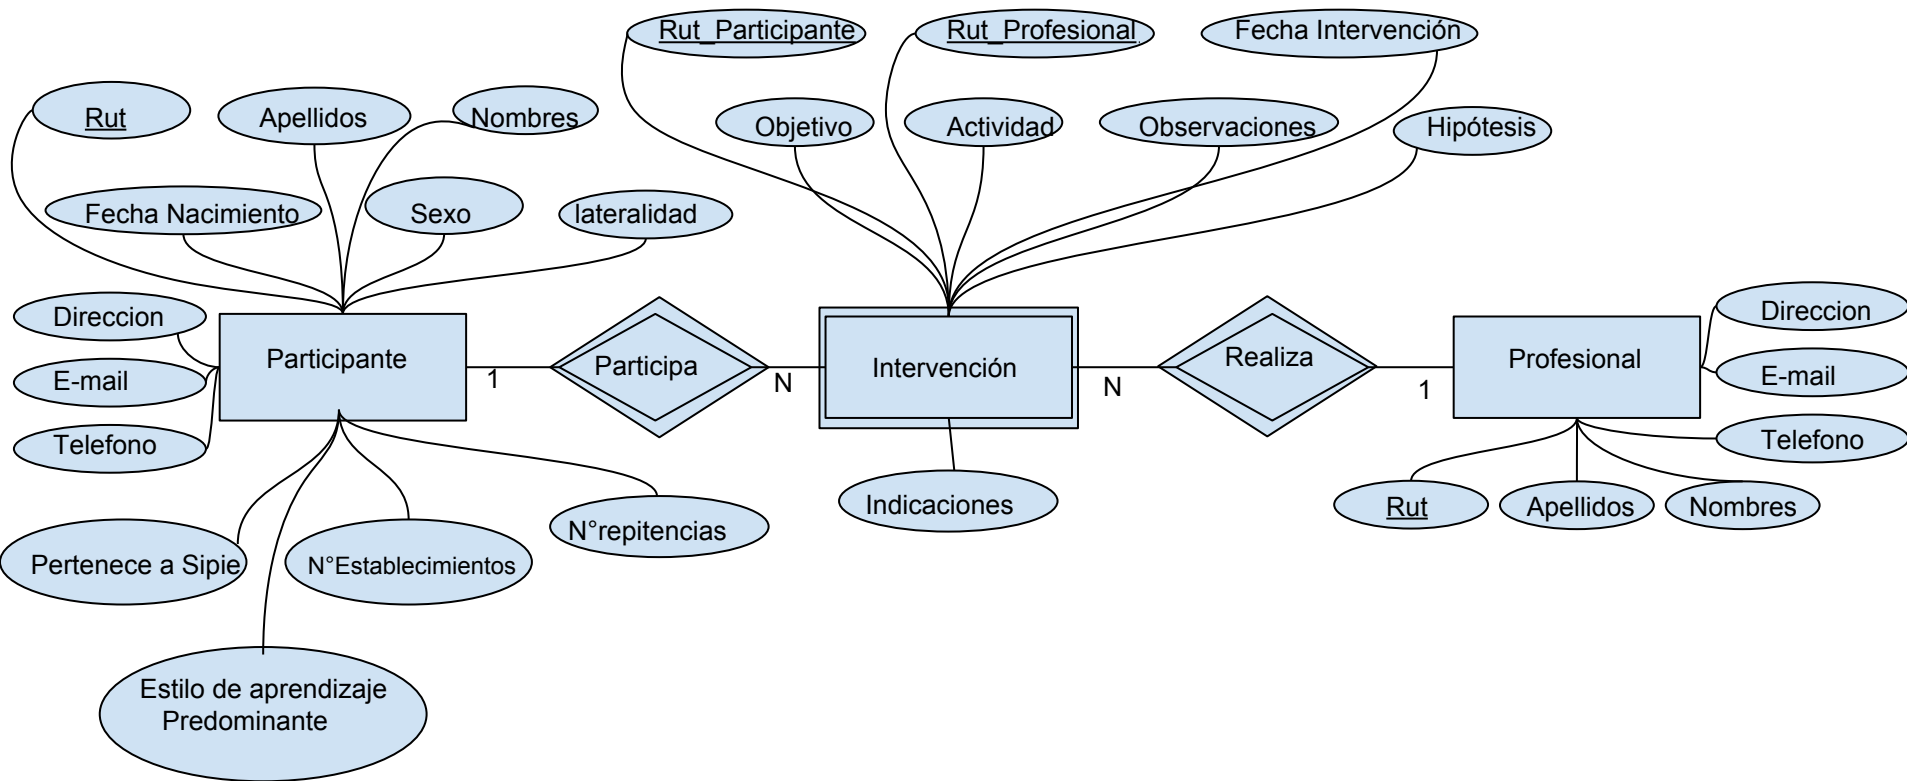 Rut_Participante
Rut_Profesional
Fecha Intervención
Rut
Apellidos
Nombres
Objetivo
Actividad
Observaciones
Hipótesis
Fecha Nacimiento
Sexo
lateralidad
Direccion
E-mail
Telefono
Participante
1
Participa
N
Intervención
N
Realiza
1
Profesional
Direccion
E-mail
Telefono
Indicaciones
Rut
Apellidos
Nombres
Pertenece a Sipie
N°Establecimientos
N°repitencias
Estilo de aprendizaje
Predominante